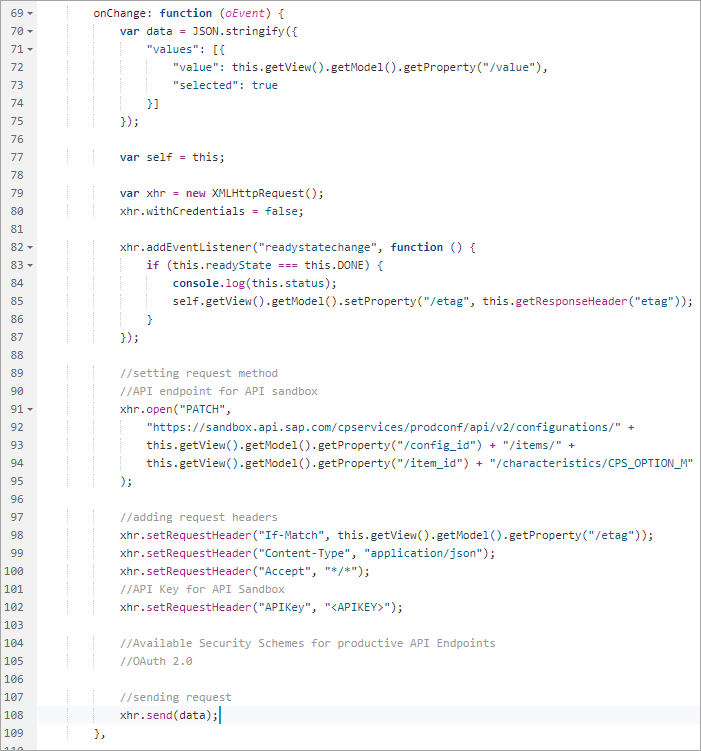 69 onChange: function (oEvent) {
70 var data = JSON.stringify({
71 "values": [{
72 "value": this.getView().getModel().getProperty("/value"),
73 "selected": true
74 }]
75 });
76
77 var self = this;
78
79 var xhr = new XMLHttpRequest();
80 xhr.withCredentials = false;
81
82 xhr.addEventListener("readystatechange", function () {
83 if (this.readyState === this.DONE) {
84 console.log(this.status);
85 self.getView().getModel().setProperty("/etag", this.getResponseHeader("etag"));
86 }
87 });
88
89 //setting request method
90 //API endpoint for API sandbox
91 xhr.open("PATCH",
92 "https://sandbox.api.sap.com/cpservices/prodconf/api/v2/configurations/" +
93 this.getView().getModel().getProperty("/config_id") + "/items/" +
94 this.getView().getModel().getProperty("/item_id") + "/characteristics/CPS_OPTION_M"
95 );
96
97 //adding request headers
98 xhr.setRequestHeader("If-Match", this.getView().getModel().getProperty("/etag"));
99 xhr.setRequestHeader("Content-Type", "application/json");
100 xhr.setRequestHeader("Accept", "*/*");
101 //API Key for API Sandbox
102 xhr.setRequestHeader("APIKey", "<APIKEY>");
103
104 //Available Security Schemes for productive API Endpoints
105 //OAuth 2.0
106
107 //sending request
108 xhr.send(data);
109 },